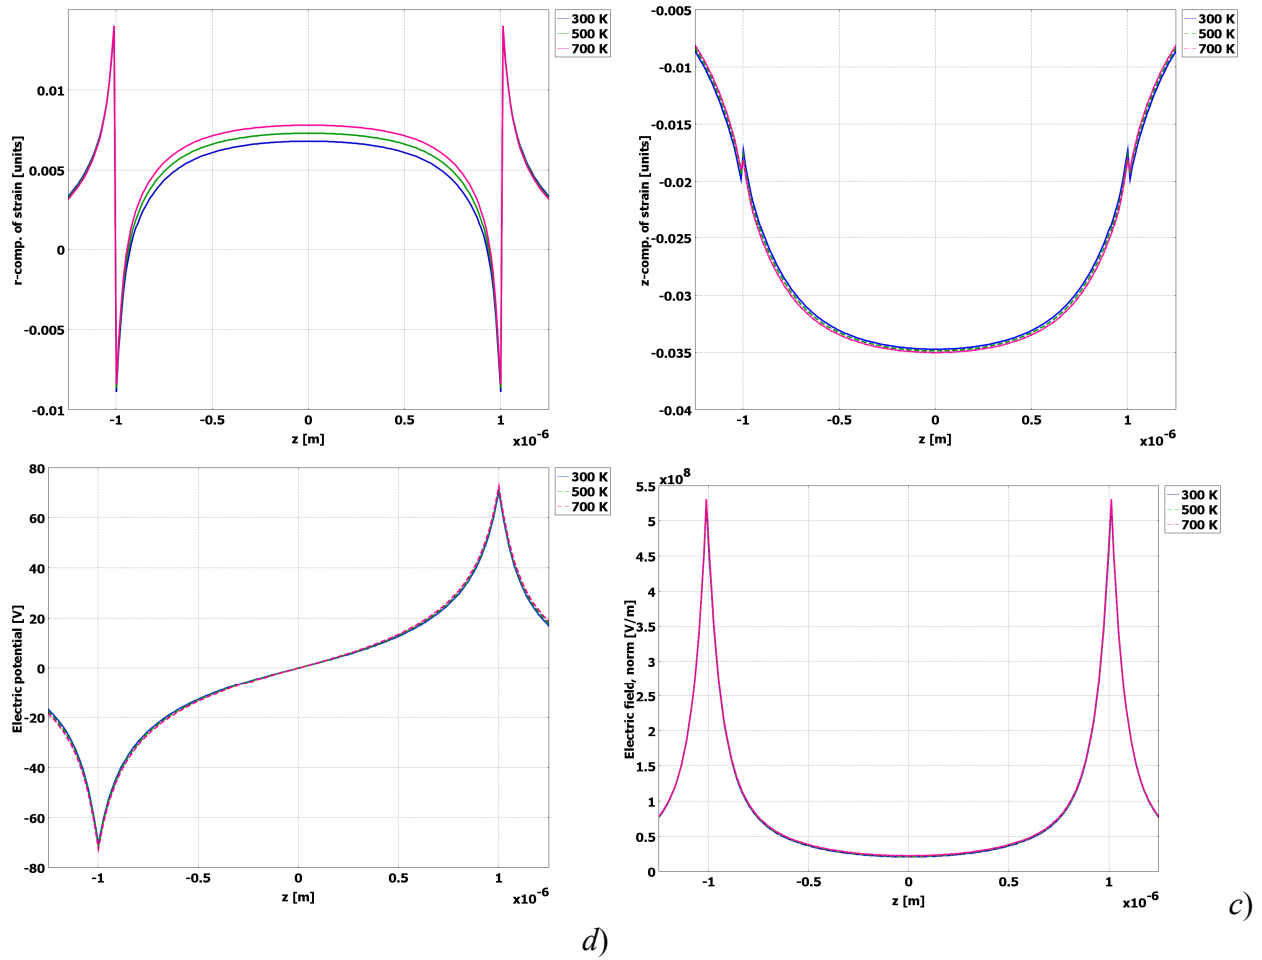 300 K
500 K
700 K
r-comp. of strain [units]
0.01
0.005
0
-0.005
-0.01
-1
-0.5
0
0.5
1
x10-6
z [m]
300 K
500 K
700 K
z-comp. of strain [units]
-0.005
-0.01
-0.015
-0.02
-0.025
-0.03
-0.035
-0.04
-1
-0.5
0
0.5
1
x10-6
z [m]
300 K
500 K
700 K
Electric potential [V]
80
60
40
20
0
-20
-40
-60
-80
-1
-0.5
0
0.5
1
x10-6
z [m]
x10^8
300 K
500 K
700 K
Electric field, norm [V/m]
5.5
5
4.5
4
3.5
3
2.5
2
1.5
1
0.5
0
-1
-0.5
0
0.5
1
x10-6
z [m]
c)
d)